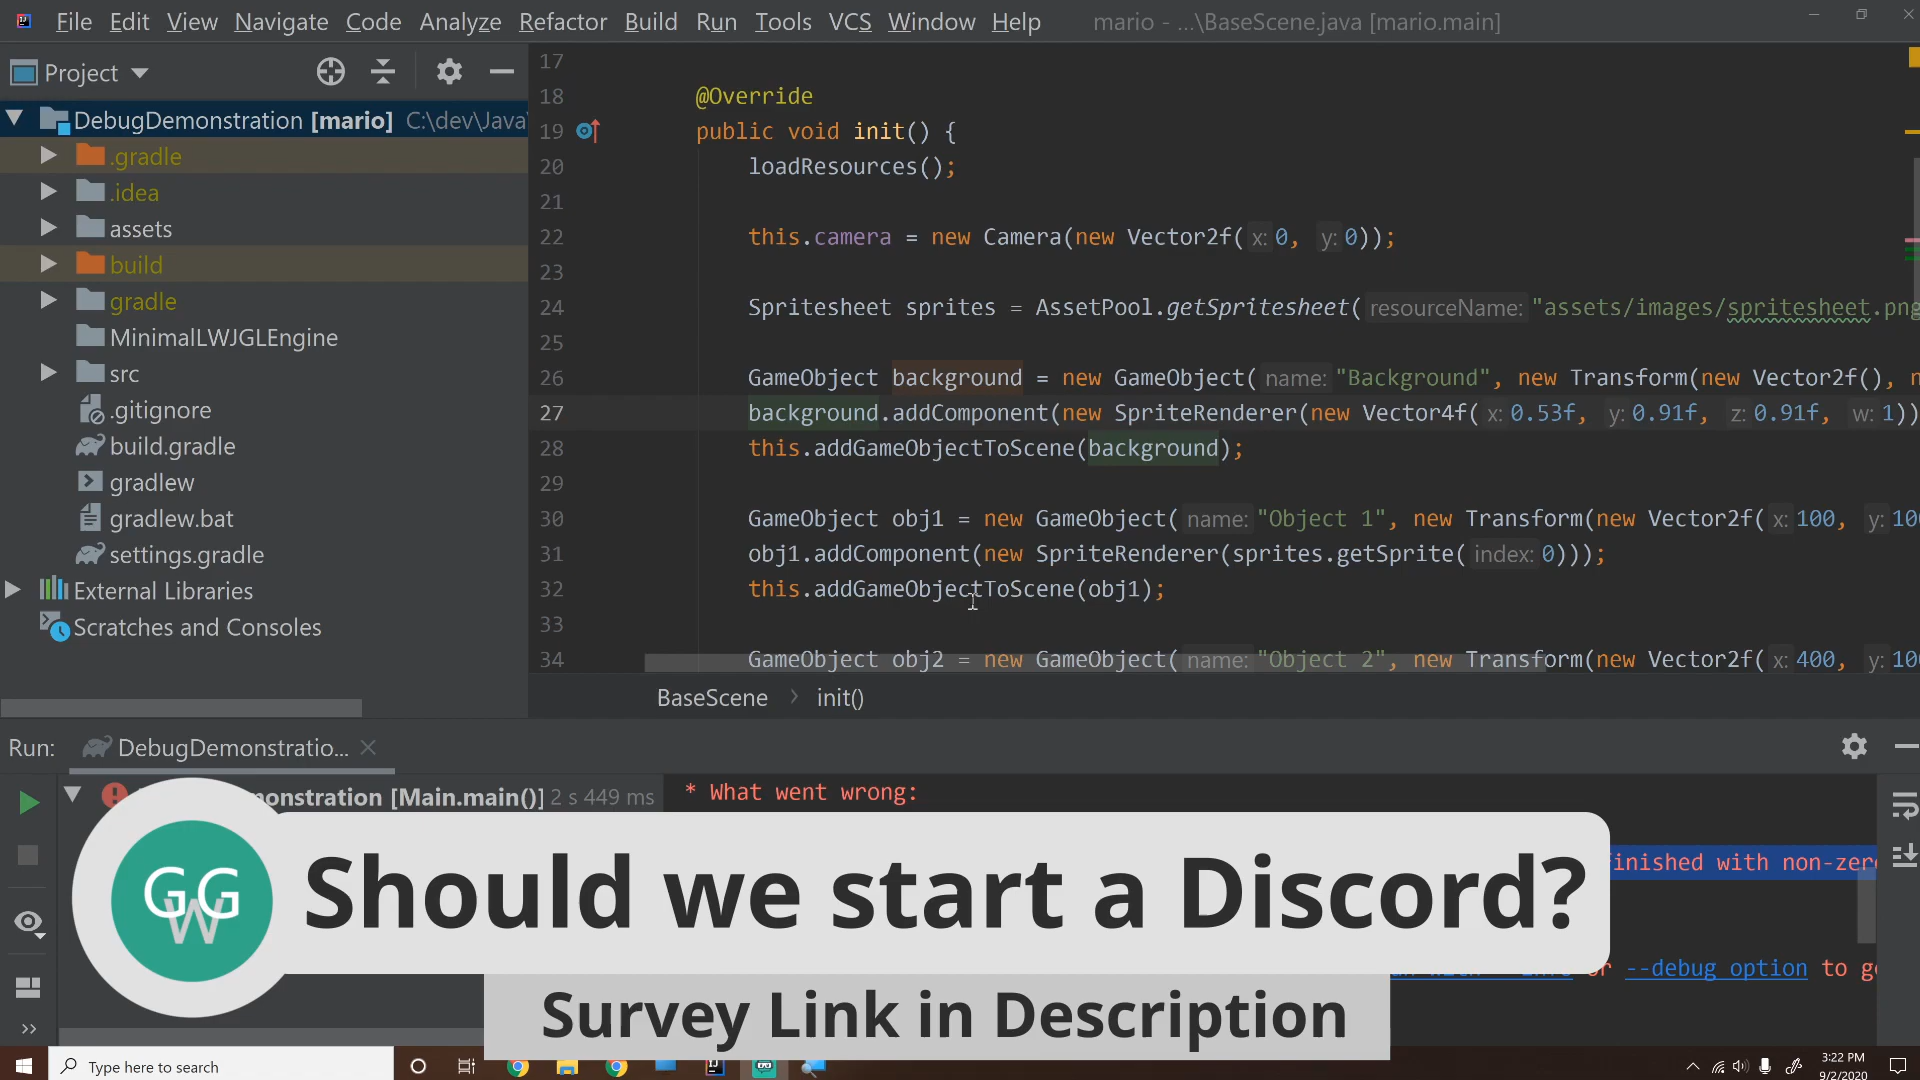 File Edit View Navigate Code Analyze Refactor Build Run Tools VCS Window Help mario - ...\BaseScene.java [mario.main]
Project
DebugDemonstration [mario] C:\dev\Java\
.gradle
.idea
assets
build
gradle
MinimalLWJGLEngine
src
.gitignore
build.gradle
gradlew
gradlew.bat
settings.gradle
External Libraries
Scratches and Consoles
17
18 @Override
19 public void init() {
20 loadResources();
21
22 this.camera = new Camera(new Vector2f( x: 0, y: 0));
23
24 Spritesheet sprites = AssetPool.getSpritesheet( resourceName: "assets/images/spritesheet.png
25
26 GameObject background = new GameObject( name: "Background", new Transform(new Vector2f(), n
27 background.addComponent(new SpriteRenderer(new Vector4f( x: 0.53f, y: 0.91f, z: 0.91f, w: 1))
28 this.addGameObjectToScene(background);
29
30 GameObject obj1 = new GameObject( name: "Object 1", new Transform(new Vector2f( x: 100, y: 10
31 obj1.addComponent(new SpriteRenderer(sprites.getSprite( index: 0)));
32 this.addGameObjectToScene(obj1);
33
34 GameObject obj2 = new GameObject( name: "Object 2", new Transform(new Vector2f( x: 400, y: 10
BaseScene > init()
Run: DebugDemonstratio...
onstration [Main.main()] 2 s 449 ms
* What went wrong:
inished with non-zer
or --debug option to g
GGW
Should we start a Discord?
Survey Link in Description
Type here to search
3:22 PM
9/2/2020